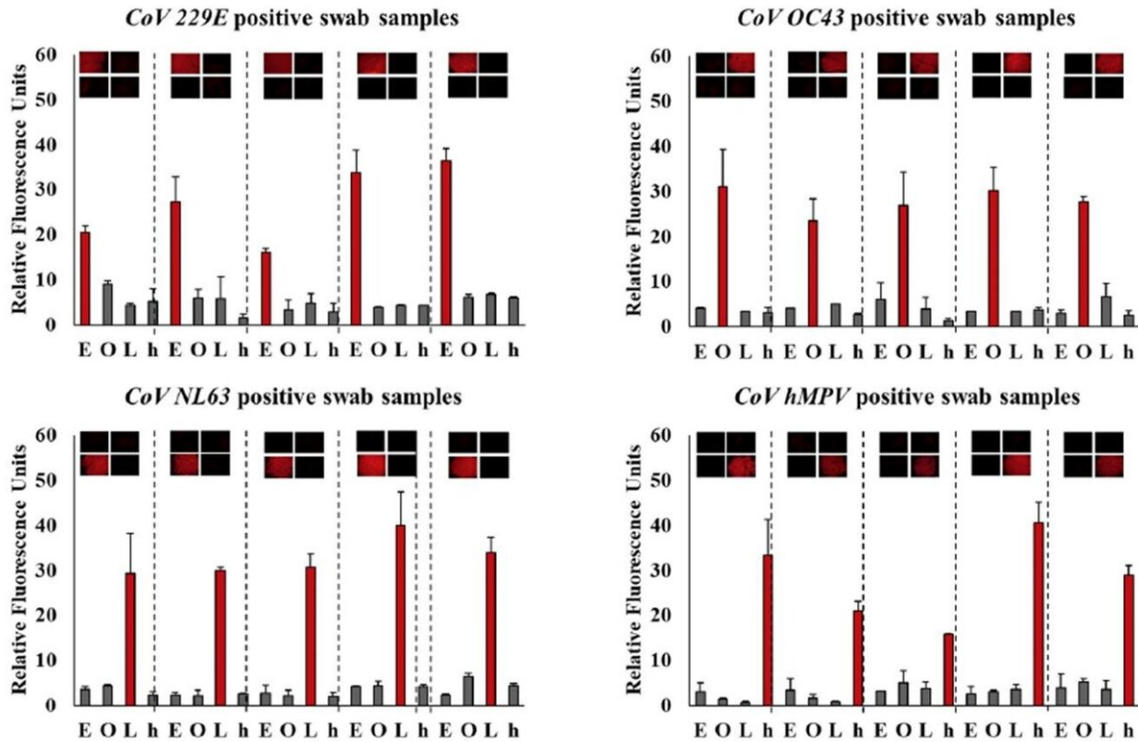 CoV 229E positive swab samples
Relative Fluorescence Units
60
50
40
30
20
10
0
E O L h E O L h E O L h E O L h E O L h
CoV OC43 positive swab samples
Relative Fluorescence Units
60
50
40
30
20
10
0
E O L h E O L h E O L h E O L h E O L h
CoV NL63 positive swab samples
Relative Fluorescence Units
60
50
40
30
20
10
0
E O L h E O L h E O L h E O L h E O L h
CoV hMPV positive swab samples
Relative Fluorescence Units
60
50
40
30
20
10
0
E O L h E O L h E O L h E O L h E O L h